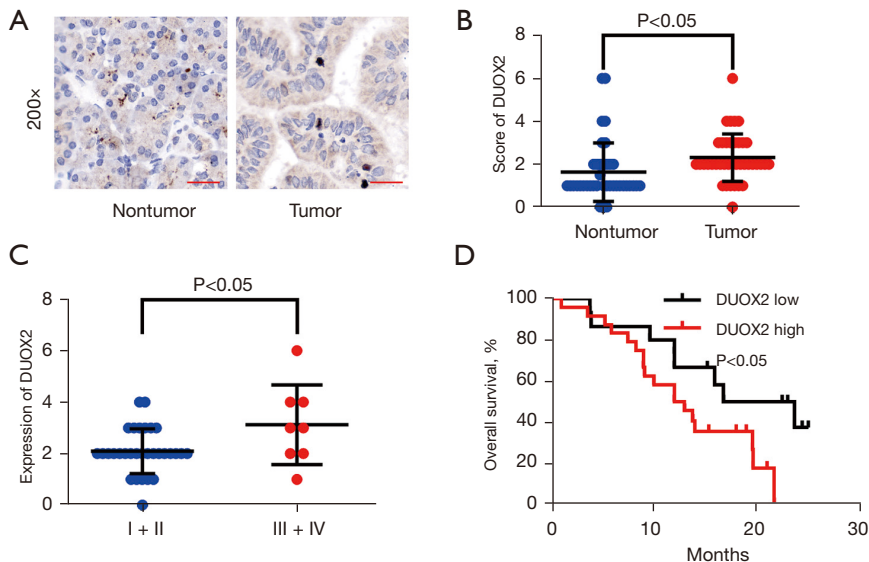 A
200×
Nontumor
Tumor
B
P<0.05
Score of DUOX2
8
6
4
2
0
Nontumor
Tumor
C
P<0.05
Expression of DUOX2
8
6
4
2
0
I + II
III + IV
D
DUOX2 low
DUOX2 high
P<0.05
Overall survival, %
100
80
60
40
20
0
0
10
20
30
Months